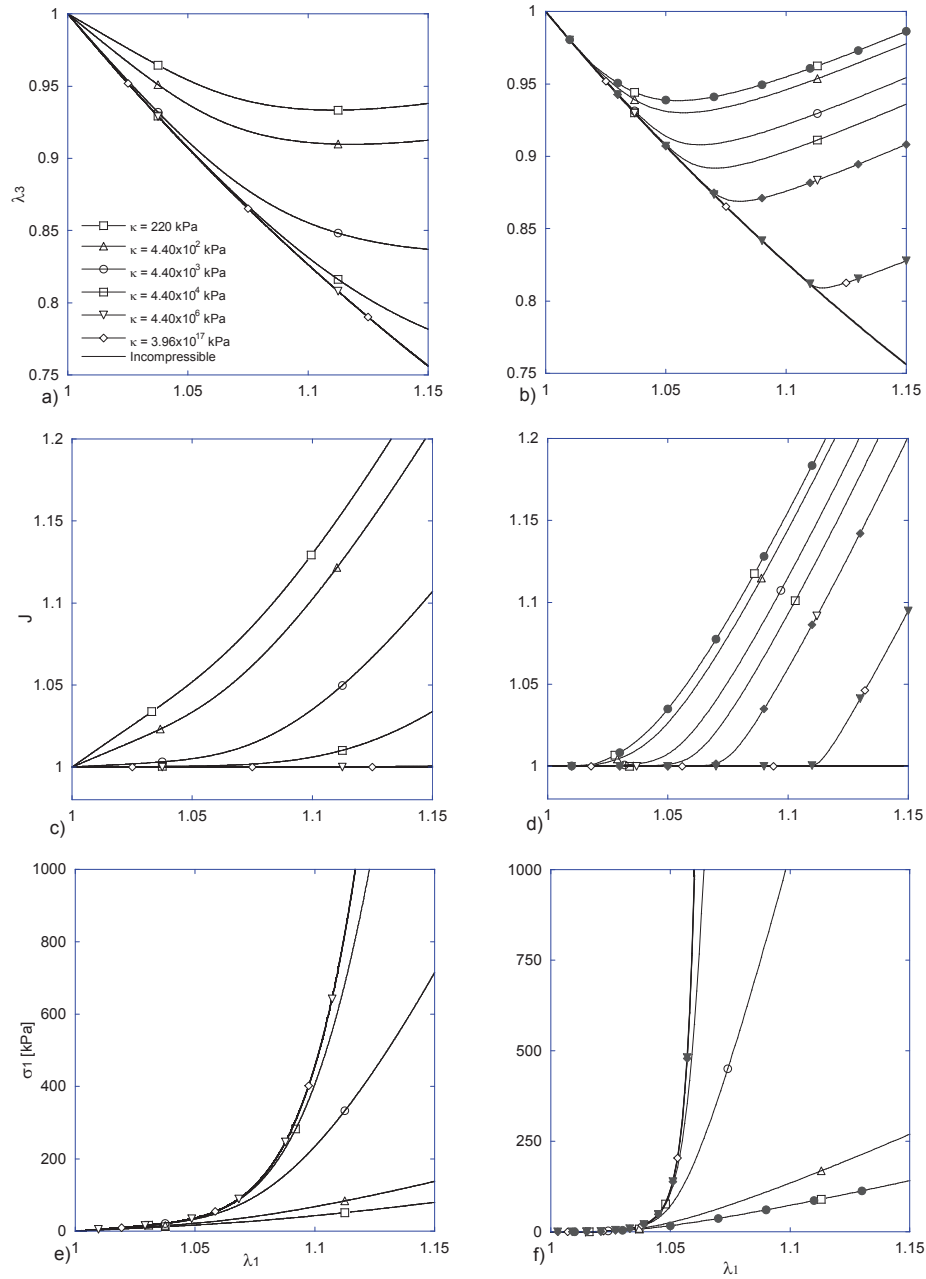 1
0.95
0.9
0.85
0.8
0.75
λ3
κ = 220 kPa
κ = 4.40x10² kPa
κ = 4.40x10³ kPa
κ = 4.40x10⁴ kPa
κ = 4.40x10⁶ kPa
κ = 3.96x10¹⁷ kPa
Incompressible
1 1.05 1.1 1.15
a)
1
0.95
0.9
0.85
0.8
0.75
1 1.05 1.1 1.15
b)
1.2
1.15
1.1
1.05
1
J
1 1.05 1.1 1.15
c)
1.2
1.15
1.1
1.05
1
1 1.05 1.1 1.15
d)
1000
800
600
400
200
0
σ1 [kPa]
1 1.05 1.1 1.15
e)
λ1
1000
750
500
250
0
1 1.05 1.1 1.15
f)
λ1